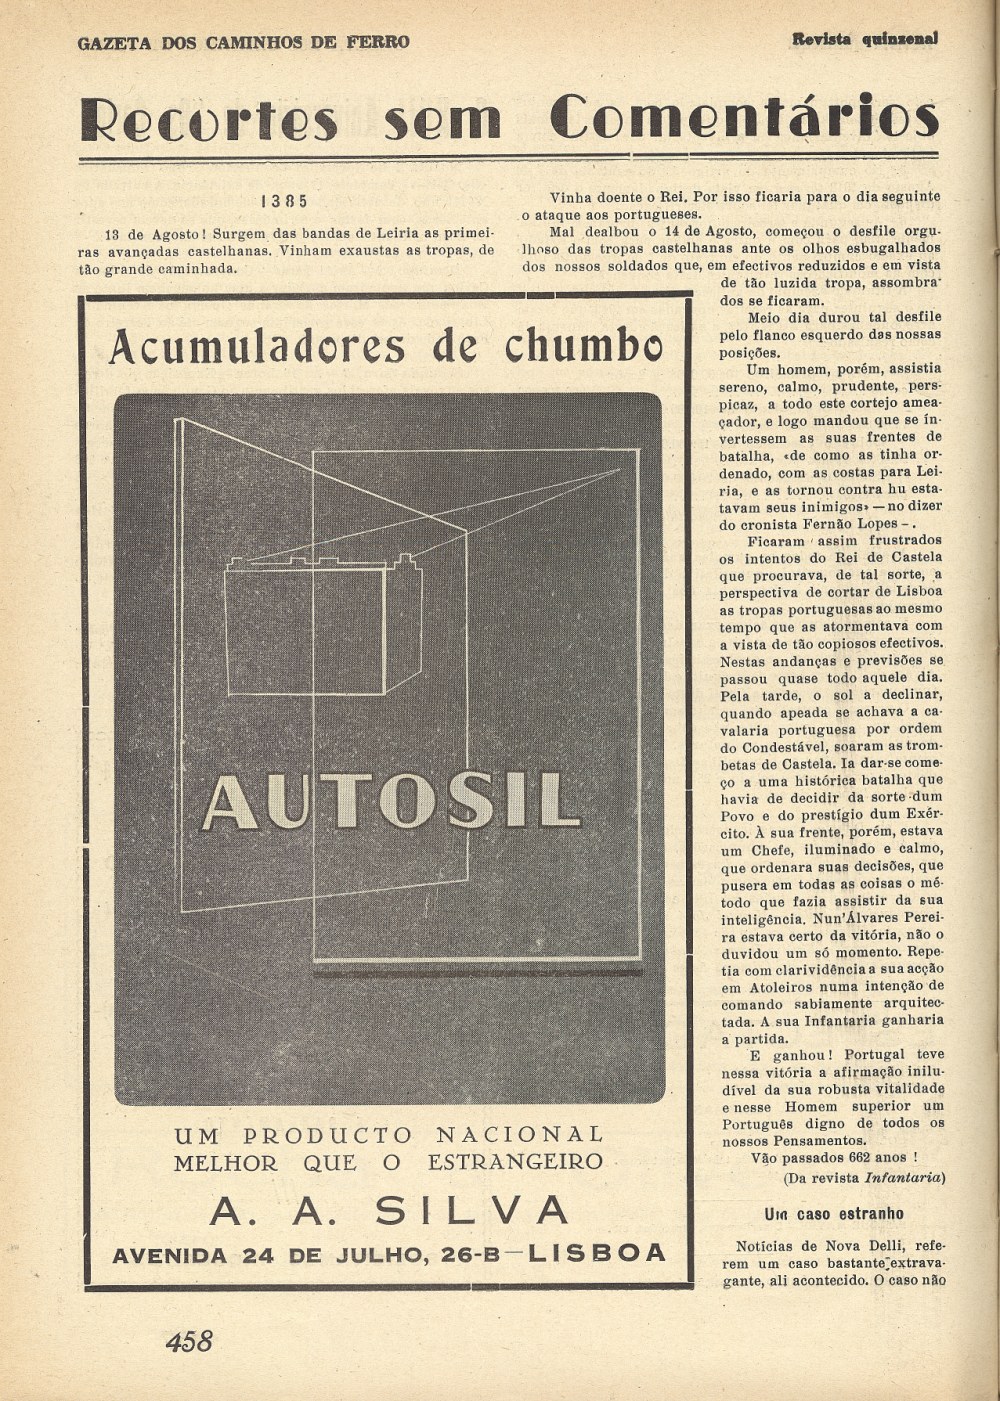 GAZETA DOS CAMINHOS DE FERRO
Revista quinzenal
Recortes sem Comentários
1385
13 de Agosto! Surgem das bandas de Leiria as primei-
ras avançadas castelhanas. Vinham exaustas as tropas, de
tão grande caminhada.
Vinha doente o Rei. Por isso ficaria para o dia seguinte
o ataque aos portugueses.
Mal dealbou o 14 de Agosto, começou o desfile orgu-
lhoso das tropas castelhanas ante os olhos esbugalhados
dos nossos soldados que, em efectivos reduzidos e em vista
de tão luzida tropa, assombra-
dos se ficaram.
Meio dia durou tal desfile
pelo flanco esquerdo das nossas
posições.
Um homem, porém, assistia
sereno, calmo, prudente, pers-
picaz, a todo este cortejo amea-
çador, e logo mandou que se in-
vertessem as suas frentes de
batalha, «de como as tinha or-
denado, com as costas para Lei-
ria, e as tornou contra hu esta-
tavam seus inimigos» — no dizer
do cronista Fernão Lopes – .
Ficaram assim frustrados
os intentos do Rei de Castela
que procurava, de tal sorte, a
perspectiva de cortar de Lisboa
as tropas portuguesas ao mesmo
tempo que as atormentava com
a vista de tão copiosos efectivos.
Nestas andanças e previsões se
passou quase todo aquele dia.
Pela tarde, o sol a declinar,
quando apeada se achava a ca-
valaria portuguesa por ordem
do Condestável, soaram as trom-
betas de Castela. Ia dar-se come-
ço a uma histórica batalha que
havia de decidir da sorte dum
Povo e do prestígio dum Exér-
cito. À sua frente, porém, estava
um Chefe, iluminado e calmo,
que ordenara suas decisões, que
pusera em todas as coisas o mé-
todo que fazia assistir da sua
inteligência. Nun'Álvares Perei-
ra estava certo da vitória, não o
duvidou um só momento. Repe-
tia com clarividência a sua acção
em Atoleiros numa intenção de
comando sabiamente arquitec-
tada. A sua Infantaria ganharia
a partida.
E ganhou! Portugal teve
nessa vitória a afirmação inilu-
dível da sua robusta vitalidade
e nesse Homem superior um
Português digno de todos os
nossos Pensamentos.
Vão passados 662 anos !
(Da revista Infantaria)
Um caso estranho
Notícias de Nova Delli, refe-
rem um caso bastante extrava-
gante, ali acontecido. O caso não
Acumuladores de chumbo
AUTOSIL
UM PRODUCTO NACIONAL
MELHOR QUE O ESTRANGEIRO
A. A. SILVA
AVENIDA 24 DE JULHO, 26-B — LISBOA
458